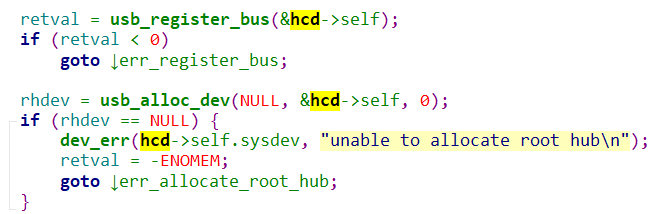 retval = usb_register_bus(&hcd->self);
if (retval < 0)
goto ↓err_register_bus;
rhdev = usb_alloc_dev(NULL, &hcd->self, 0);
if (rhdev == NULL) {
dev_err(hcd->self.sysdev, "unable to allocate root hub\n");
retval = -ENOMEM;
goto ↓err_allocate_root_hub;
}